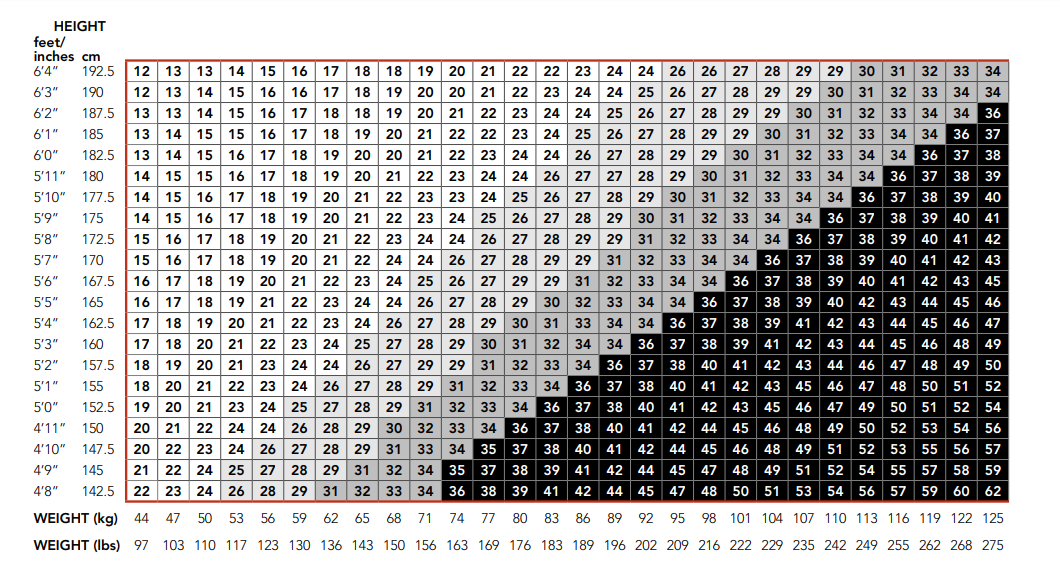 HEIGHT
feet/
inches cm
6'4" 192.5 12 13 13 14 15 16 17 18 18 19 20 21 22 22 23 24 24 26 26 27 28 29 29 30 31 32 33 34
6'3" 190 12 13 14 15 16 16 17 18 19 20 20 21 22 23 24 24 25 26 27 28 29 29 30 31 32 33 34 34
6'2" 187.5 13 13 14 15 16 17 18 18 19 20 21 22 23 24 24 25 26 27 28 29 29 30 31 32 33 34 34 36
6'1" 185 13 14 15 15 16 17 18 19 20 21 22 22 23 24 25 26 27 28 29 29 30 31 32 33 34 34 36 37
6'0" 182.5 13 14 15 16 17 18 19 20 20 21 22 23 24 24 26 27 28 29 29 30 31 32 33 34 34 36 37 38
5'11" 180 14 15 15 16 17 18 19 20 21 22 23 24 24 26 27 27 28 29 30 31 32 33 34 34 36 37 38 39
5'10" 177.5 14 15 16 17 18 19 20 21 22 23 23 24 25 26 27 28 29 30 31 32 33 34 34 36 37 38 39 40
5'9" 175 14 15 16 17 18 19 20 21 22 23 24 25 26 27 28 29 30 31 32 33 34 34 36 37 38 39 40 41
5'8" 172.5 15 16 17 18 19 20 21 22 23 24 24 26 27 28 29 29 31 32 33 34 34 36 37 38 39 40 41 42
5'7" 170 15 16 17 18 19 20 21 22 24 24 26 27 28 29 29 31 32 33 34 34 36 37 38 39 40 41 42 43
5'6" 167.5 16 17 18 19 20 21 22 23 24 25 26 27 29 29 31 32 33 34 34 36 37 38 39 40 41 42 43 45
5'5" 165 16 17 18 19 21 22 23 24 24 26 27 28 29 30 32 33 34 34 36 37 38 39 40 42 43 44 45 46
5'4" 162.5 17 18 19 20 21 22 23 24 26 27 28 29 30 31 33 34 34 36 37 38 39 41 42 43 44 45 46 47
5'3" 160 17 18 20 21 22 23 24 25 27 28 29 30 31 32 34 34 36 37 38 39 41 42 43 44 45 46 48 49
5'2" 157.5 18 19 20 21 23 24 24 26 27 29 29 31 32 33 34 36 37 38 40 41 42 43 44 46 47 48 49 50
5'1" 155 18 20 21 22 23 24 26 27 28 29 31 32 33 34 36 37 38 40 41 42 43 45 46 47 48 50 51 52
5'0" 152.5 19 20 21 23 24 25 27 28 29 31 32 33 34 36 37 38 40 41 42 43 45 46 47 49 50 51 52 54
4'11" 150 20 21 22 24 24 26 28 29 30 32 33 34 36 37 38 40 41 42 44 45 46 48 49 50 52 53 54 56
4'10" 147.5 20 22 23 24 26 27 28 29 31 33 34 35 37 38 40 41 42 44 45 46 48 49 51 52 53 55 56 57
4'9" 145 21 22 24 25 27 28 29 31 32 34 35 37 38 39 41 42 44 45 47 48 49 51 52 54 55 57 58 59
4'8" 142.5 22 23 24 26 28 29 31 32 33 34 36 38 39 41 42 44 45 47 48 50 51 53 54 56 57 59 60 62
WEIGHT (kg) 44 47 50 53 56 59 62 65 68 71 74 77 80 83 86 89 92 95 98 101 104 107 110 113 116 119 122 125
WEIGHT (lbs) 97 103 110 117 123 130 136 143 150 156 163 169 176 183 189 196 202 209 216 222 229 235 242 249 255 262 268 275